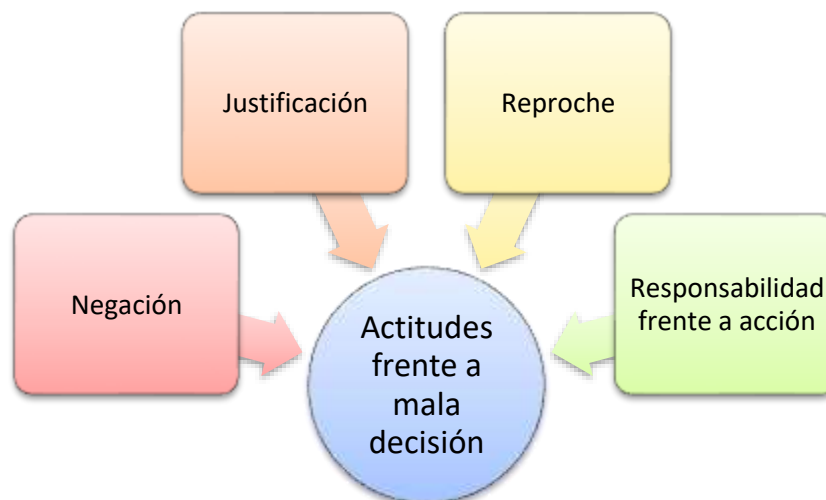 Justificación
Reproche
Negación
Responsabilidad
frente a acción
Actitudes
frente a
mala
decisión